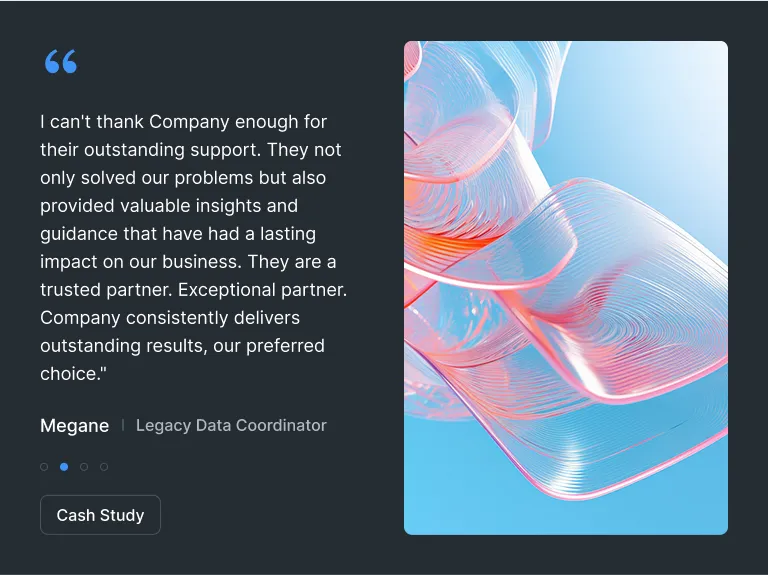 “
I can't thank Company enough for
their outstanding support. They not
only solved our problems but also
provided valuable insights and
guidance that have had a lasting
impact on our business. They are a
trusted partner. Exceptional partner.
Company consistently delivers
outstanding results, our preferred
choice."
Megane | Legacy Data Coordinator
Cash Study